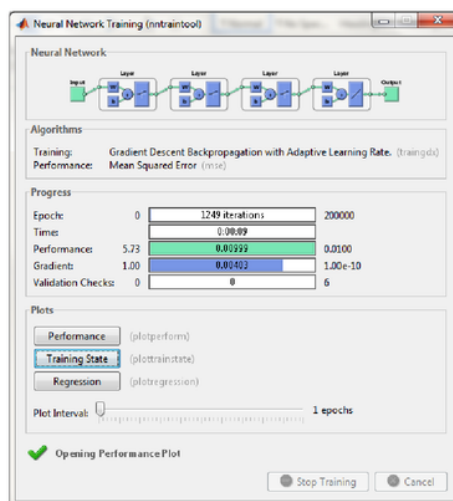 Neural Network Training (nntraintool)
Neural Network
Layer Layer Layer Layer
Input Output
W W W W
b b b b
Algorithms
Training: Gradient Descent Backpropagation with Adaptive Learning Rate. (traingdx)
Performance: Mean Squared Error (mse)
Progress
Epoch: 0 1249 iterations 200000
Time: 0:00:09
Performance: 5.73 0.00999 0.0100
Gradient: 1.00 0.00403 1.00e-10
Validation Checks: 0 0 6
Plots
Performance (plotperform)
Training State (plottrainstate)
Regression (plotregression)
Plot Interval: 1 epochs
Opening Performance Plot
Stop Training Cancel